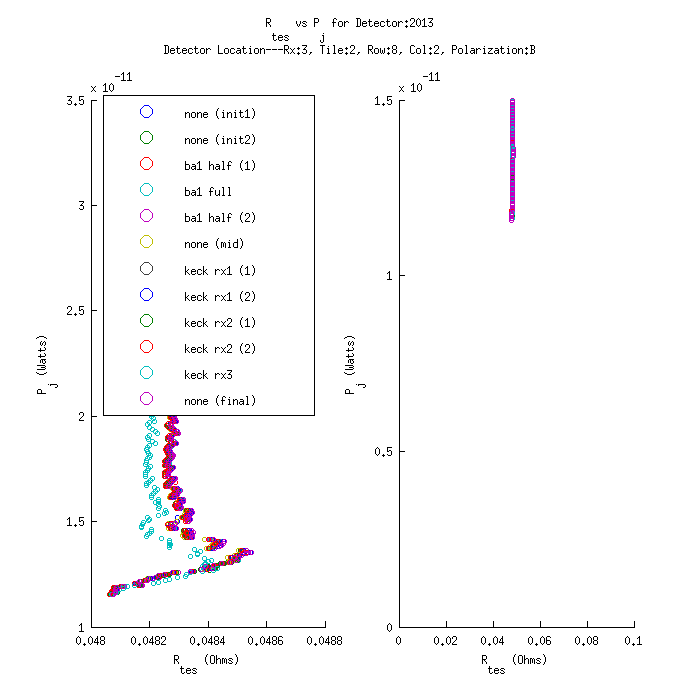 R    vs P  for Detector:2013
tes     j
Detector Location---Rx:3, Tile:2, Row:8, Col:2, Polarization:B
x 10^-11
3.5
3
2.5
2
1.5
1
P_j (Watts)
none (init1)
none (init2)
ba1 half (1)
ba1 full
ba1 half (2)
none (mid)
keck rx1 (1)
keck rx1 (2)
keck rx2 (1)
keck rx2 (2)
keck rx3
none (final)
0.048 0.0482 0.0484 0.0486 0.0488
R_tes (Ohms)
x 10^-11
1.5
1
0.5
0
P_j (Watts)
0 0.02 0.04 0.06 0.08 0.1
R_tes (Ohms)